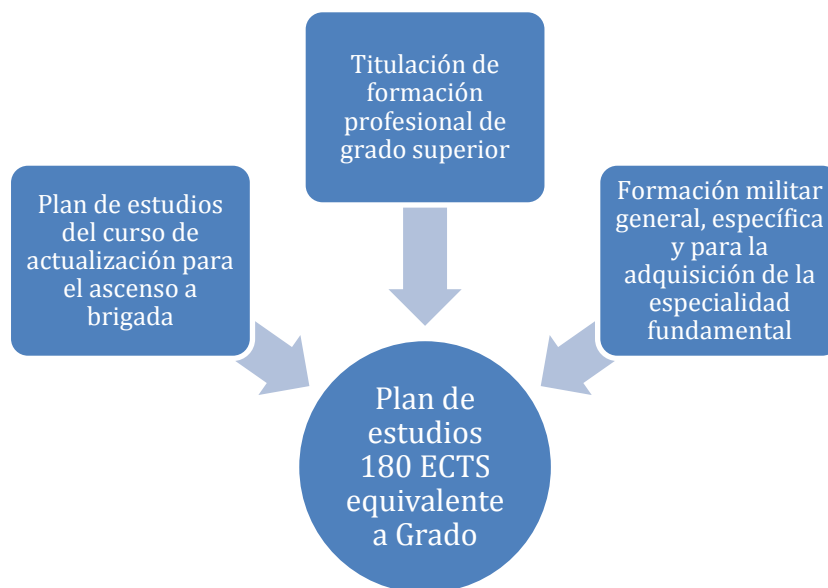 Titulación de
formación
profesional de
grado superior
Plan de estudios
del curso de
actualización para
el ascenso a
brigada
Formación militar
general, específica
y para la
adquisición de la
especialidad
fundamental
Plan de
estudios
180 ECTS
equivalente
a Grado